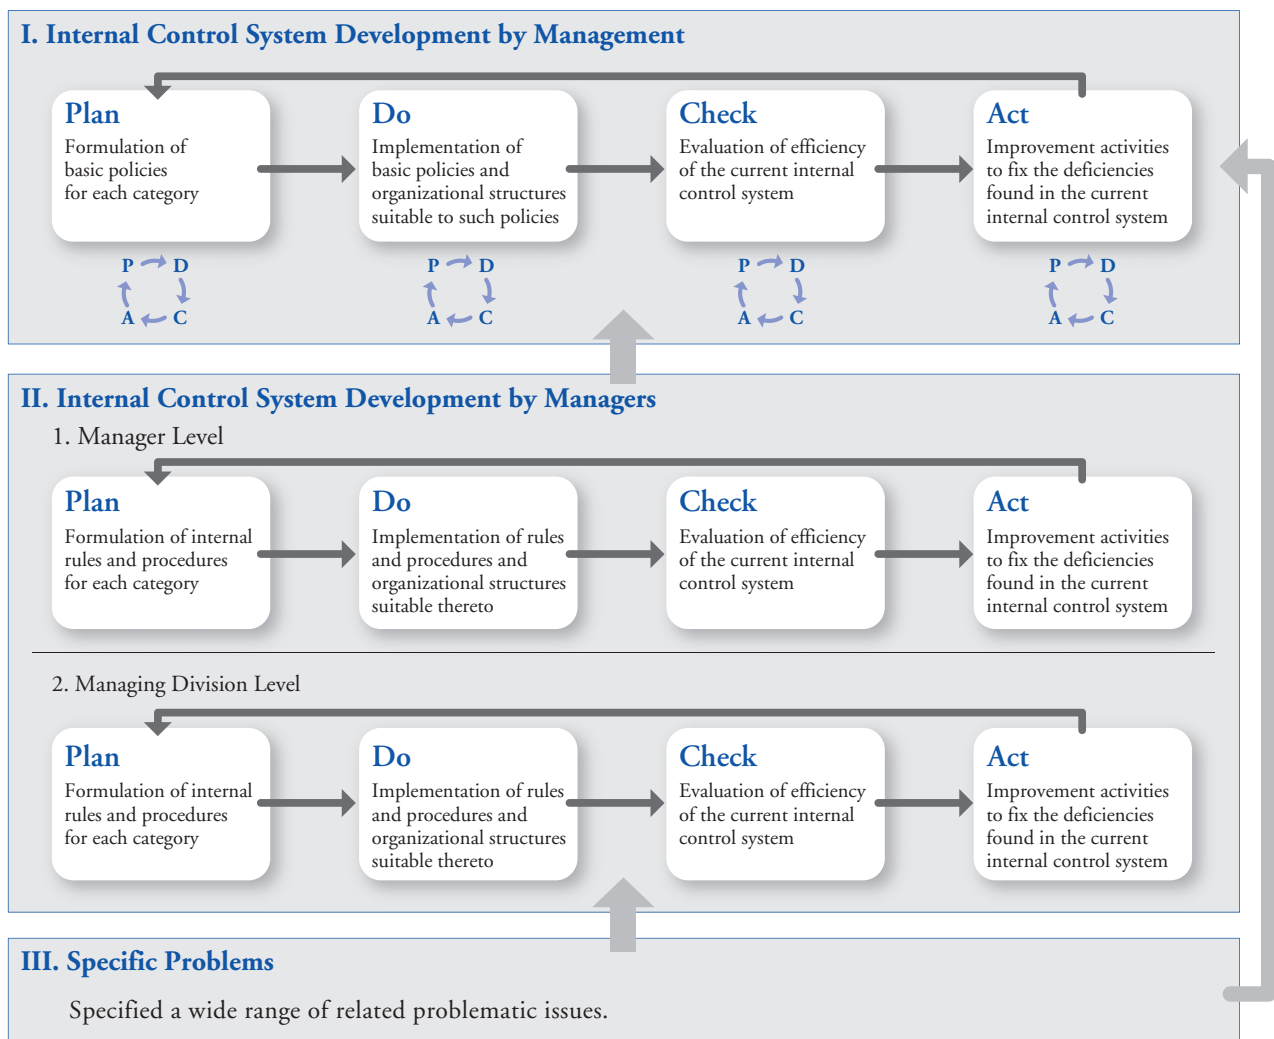 I. Internal Control System Development by Management
Plan
Formulation of
basic policies
for each category
Do
Implementation of
basic policies and
organizational structures
suitable to such policies
Check
Evaluation of efficiency
of the current internal
control system
Act
Improvement activities
to fix the deficiencies
found in the current
internal control system
P D
A C
P D
A C
P D
A C
P D
A C
II. Internal Control System Development by Managers
1. Manager Level
Plan
Formulation of internal
rules and procedures
for each category
Do
Implementation of rules
and procedures and
organizational structures
suitable thereto
Check
Evaluation of efficiency
of the current internal
control system
Act
Improvement activities
to fix the deficiencies
found in the current
internal control system
2. Managing Division Level
Plan
Formulation of internal
rules and procedures
for each category
Do
Implementation of rules
and procedures and
organizational structures
suitable thereto
Check
Evaluation of efficiency
of the current internal
control system
Act
Improvement activities
to fix the deficiencies
found in the current
internal control system
III. Specific Problems
Specified a wide range of related problematic issues.